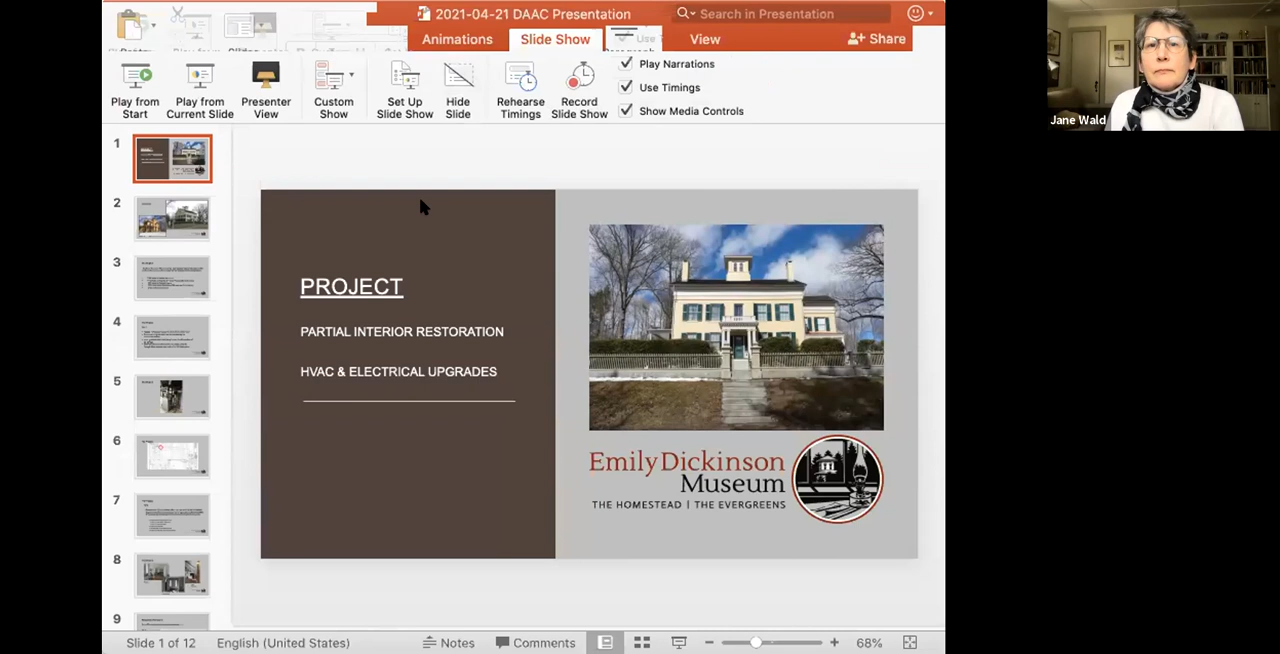 2021-04-21 DAAC Presentation
Search in Presentation
Animations
Slide Show
Use
View
Share
Play from Start
Play from Current Slide
Presenter View
Custom Show
Set Up Slide Show
Hide Slide
Rehearse Timings
Record Slide Show
Play Narrations
Use Timings
Show Media Controls
Jane Wald
1
2
3
4
5
6
7
8
9
PROJECT
PARTIAL INTERIOR RESTORATION
HVAC & ELECTRICAL UPGRADES
Emily Dickinson
Museum
THE HOMESTEAD | THE EVERGREENS
Slide 1 of 12
English (United States)
Notes
Comments
68%